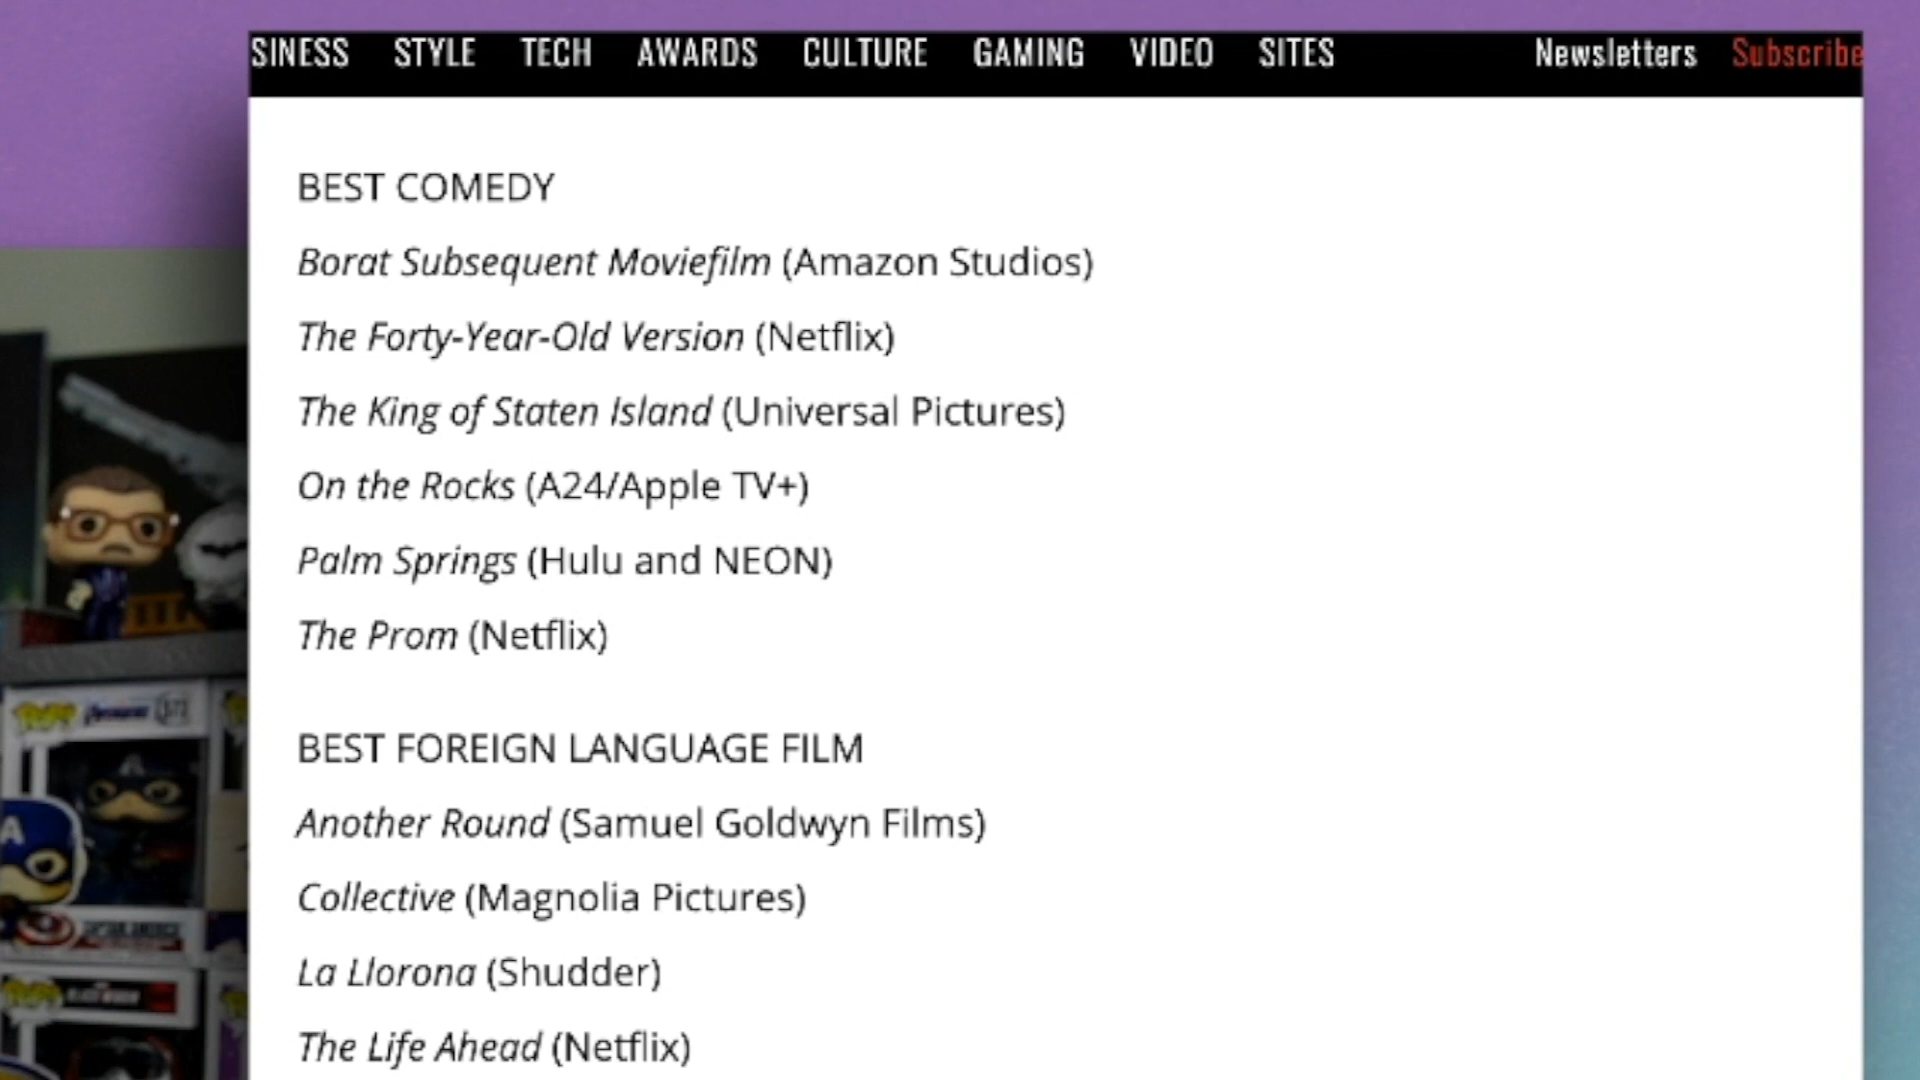 SINESS STYLE TECH AWARDS CULTURE GAMING VIDEO SITES Newsletters Subscribe
BEST COMEDY
Borat Subsequent Moviefilm (Amazon Studios)
The Forty-Year-Old Version (Netflix)
The King of Staten Island (Universal Pictures)
On the Rocks (A24/Apple TV+)
Palm Springs (Hulu and NEON)
The Prom (Netflix)
BEST FOREIGN LANGUAGE FILM
Another Round (Samuel Goldwyn Films)
Collective (Magnolia Pictures)
La Llorona (Shudder)
The Life Ahead (Netflix)
POP!
CAPTAIN AMERICA